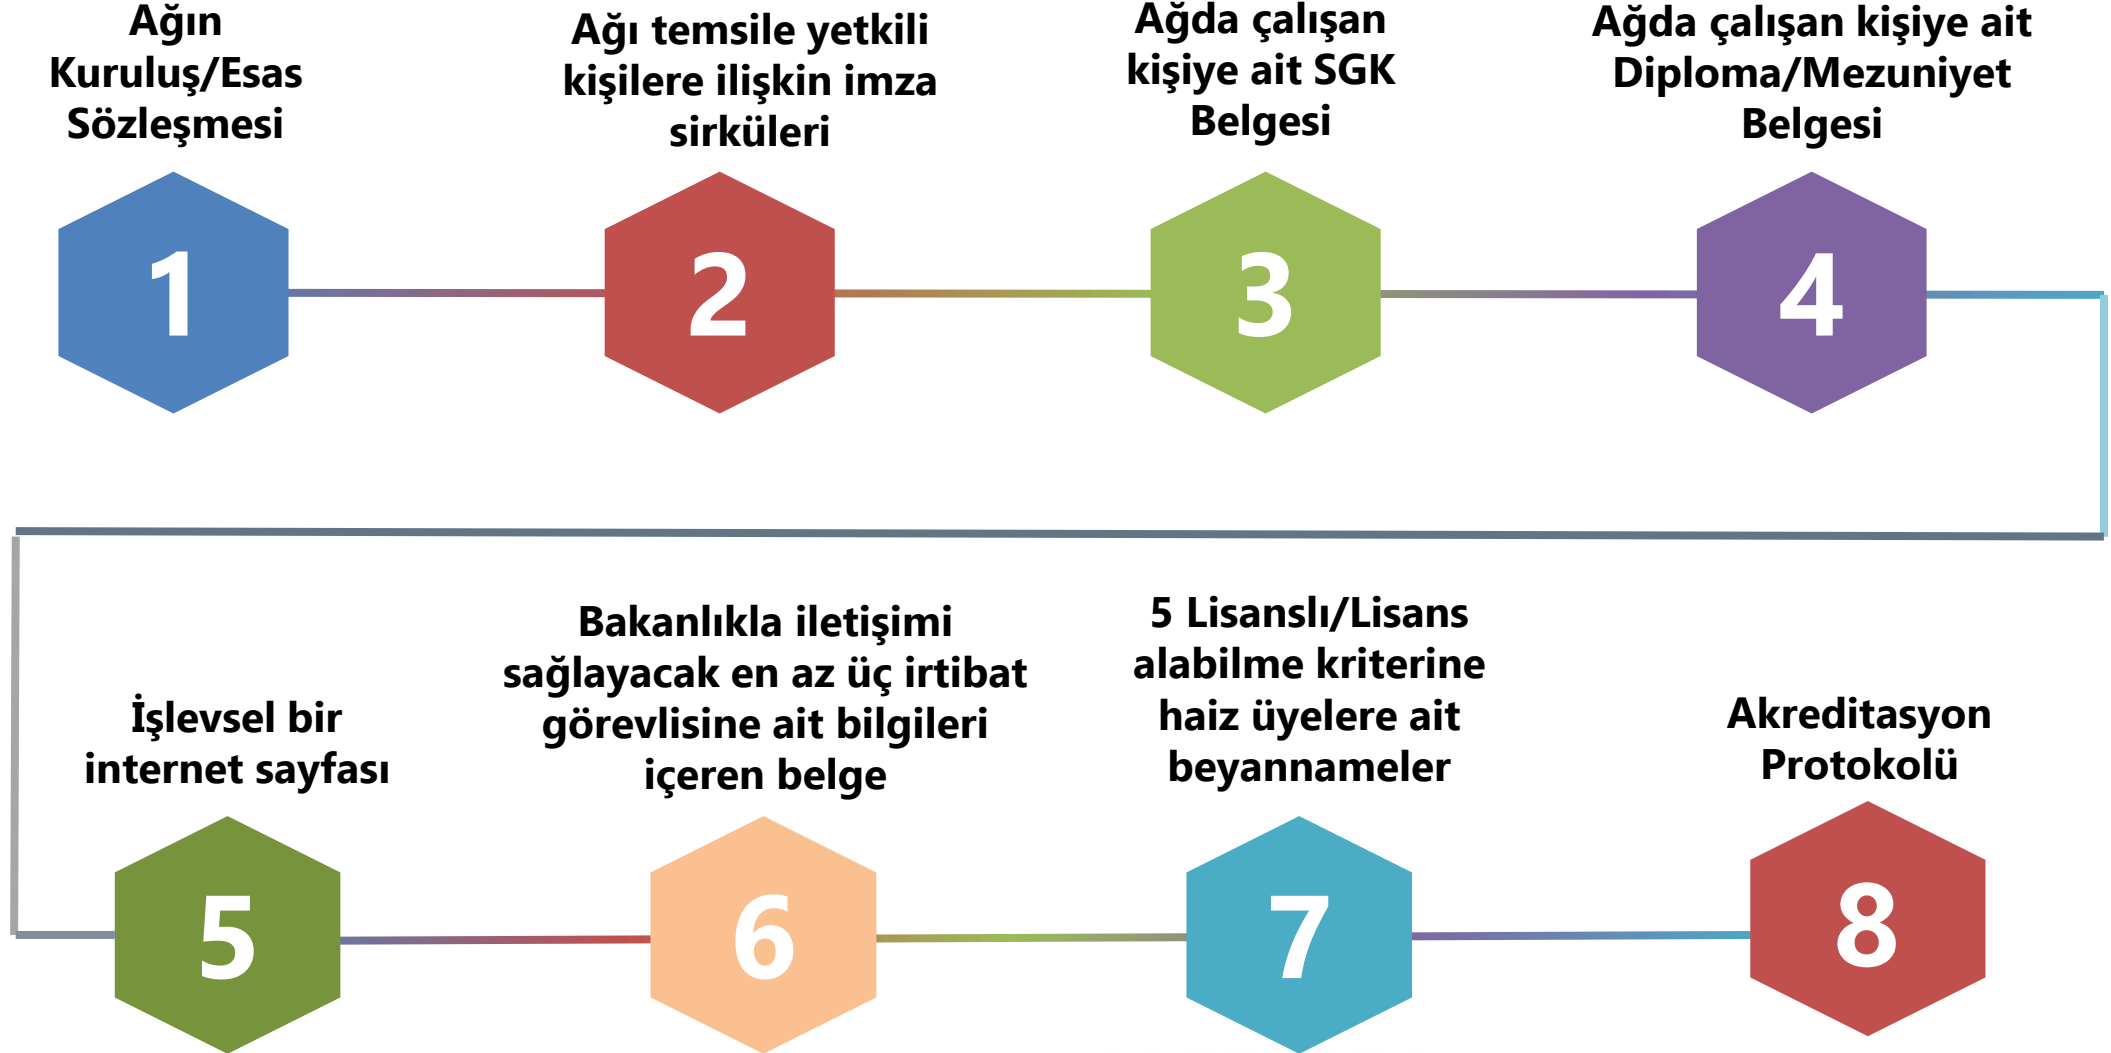 Ağın
Kuruluş/Esas
Sözleşmesi
1
Ağı temsile yetkili
kişilere ilişkin imza
sirküleri
2
Ağda çalışan
kişiye ait SGK
Belgesi
3
Ağda çalışan kişiye ait
Diploma/Mezuniyet
Belgesi
4
İşlevsel bir
internet sayfası
5
Bakanlıkla iletişimi
sağlayacak en az üç irtibat
görevlisine ait bilgileri
içeren belge
6
5 Lisanslı/Lisans
alabilme kriterine
haiz üyelere ait
beyannameler
7
Akreditasyon
Protokolü
8